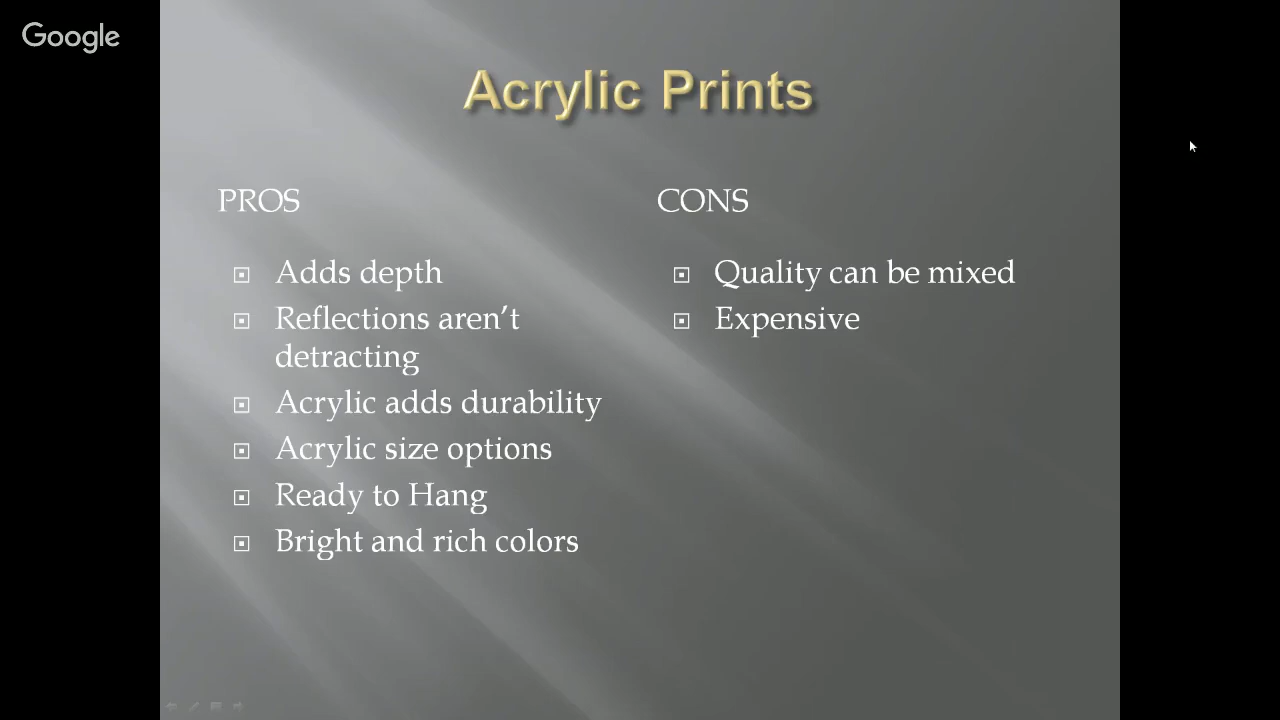 Google
Acrylic Prints
PROS
Adds depth
Reflections aren’t
detracting
Acrylic adds durability
Acrylic size options
Ready to Hang
Bright and rich colors
CONS
Quality can be mixed
Expensive